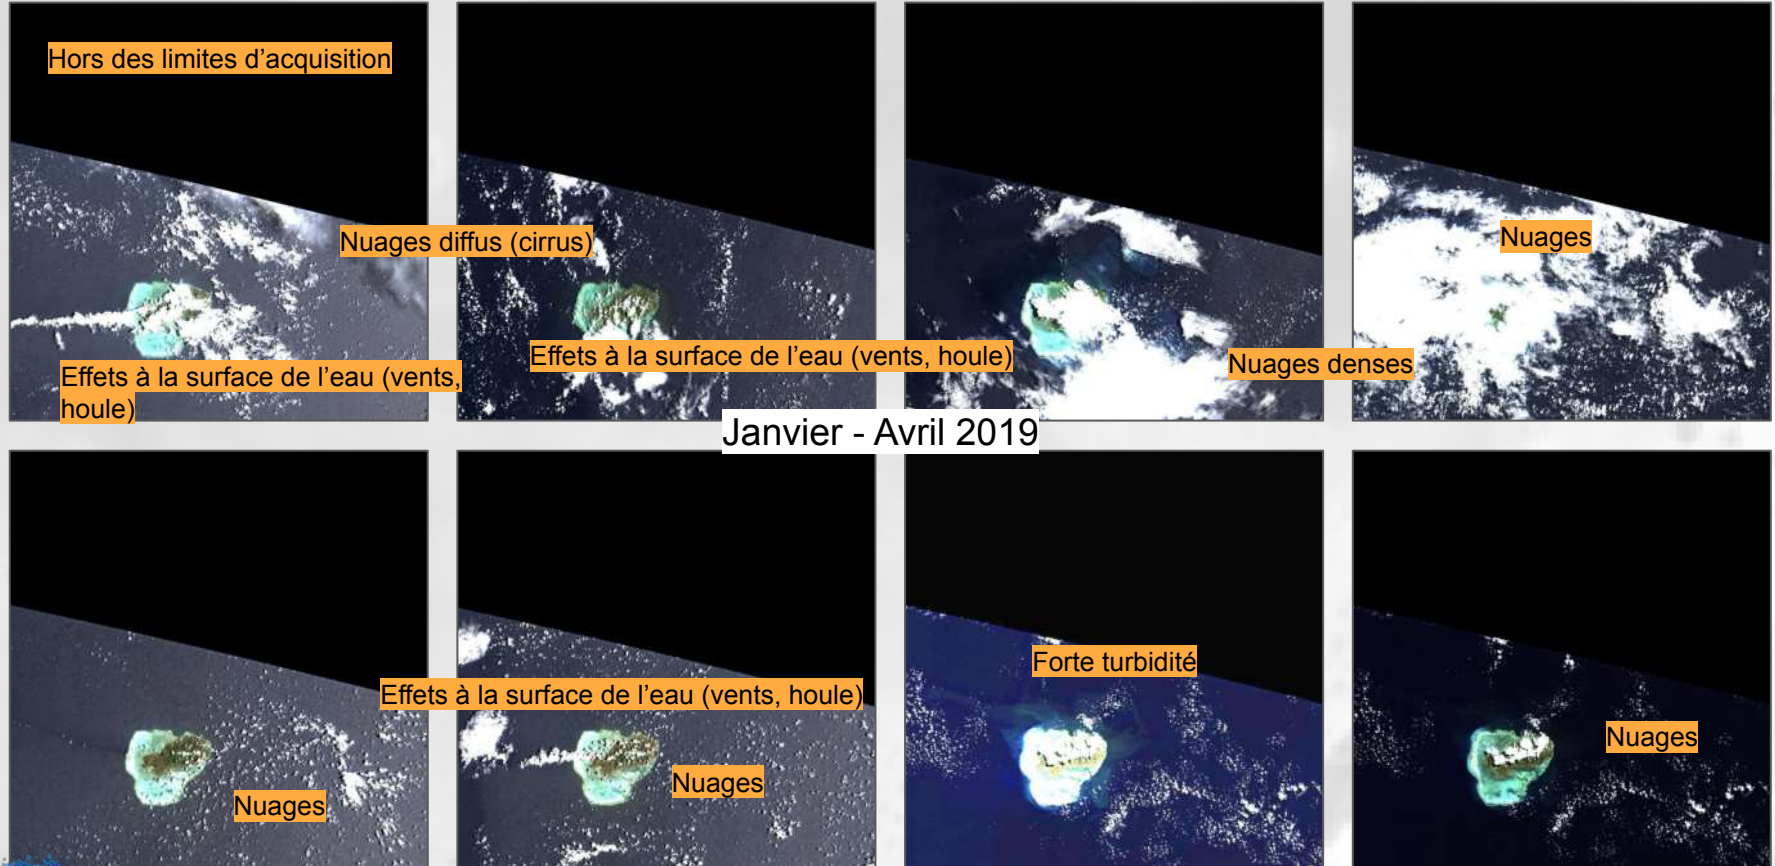 Hors des limites d’acquisition
Nuages diffus (cirrus)
Nuages
Effets à la surface de l’eau (vents, houle)
Nuages denses
Effets à la surface de l’eau (vents,
houle)
Janvier - Avril 2019
Forte turbidité
Effets à la surface de l’eau (vents, houle)
Nuages
Nuages
Nuages